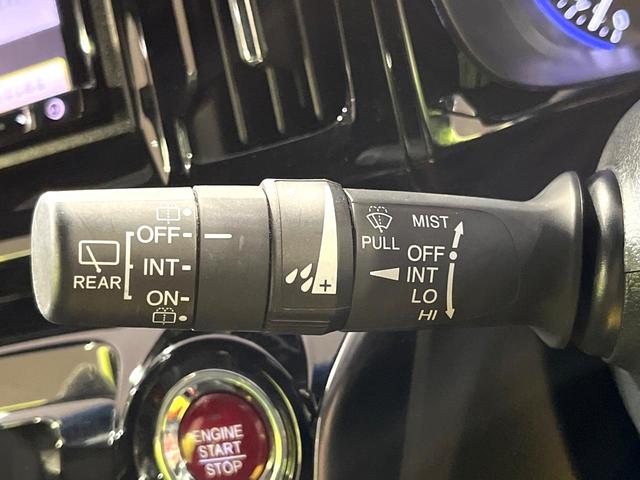 OFF
INT
REAR
ON
+
PULL
MIST
OFF
INT
LO
HI
ENGINE
START
STOP